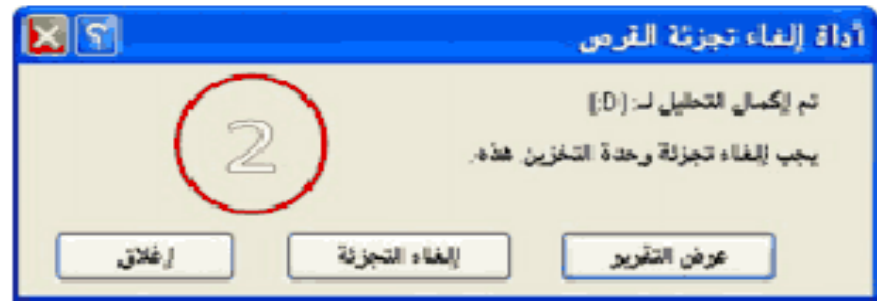 أداة إلغاء تجزئة القرص
تم إكمال التحليل لـ: (D:)
يجب إلغاء تجزئة وحدة التخزين هذه.
2
عرض التقرير
إلغاء التجزئة
إغلاق